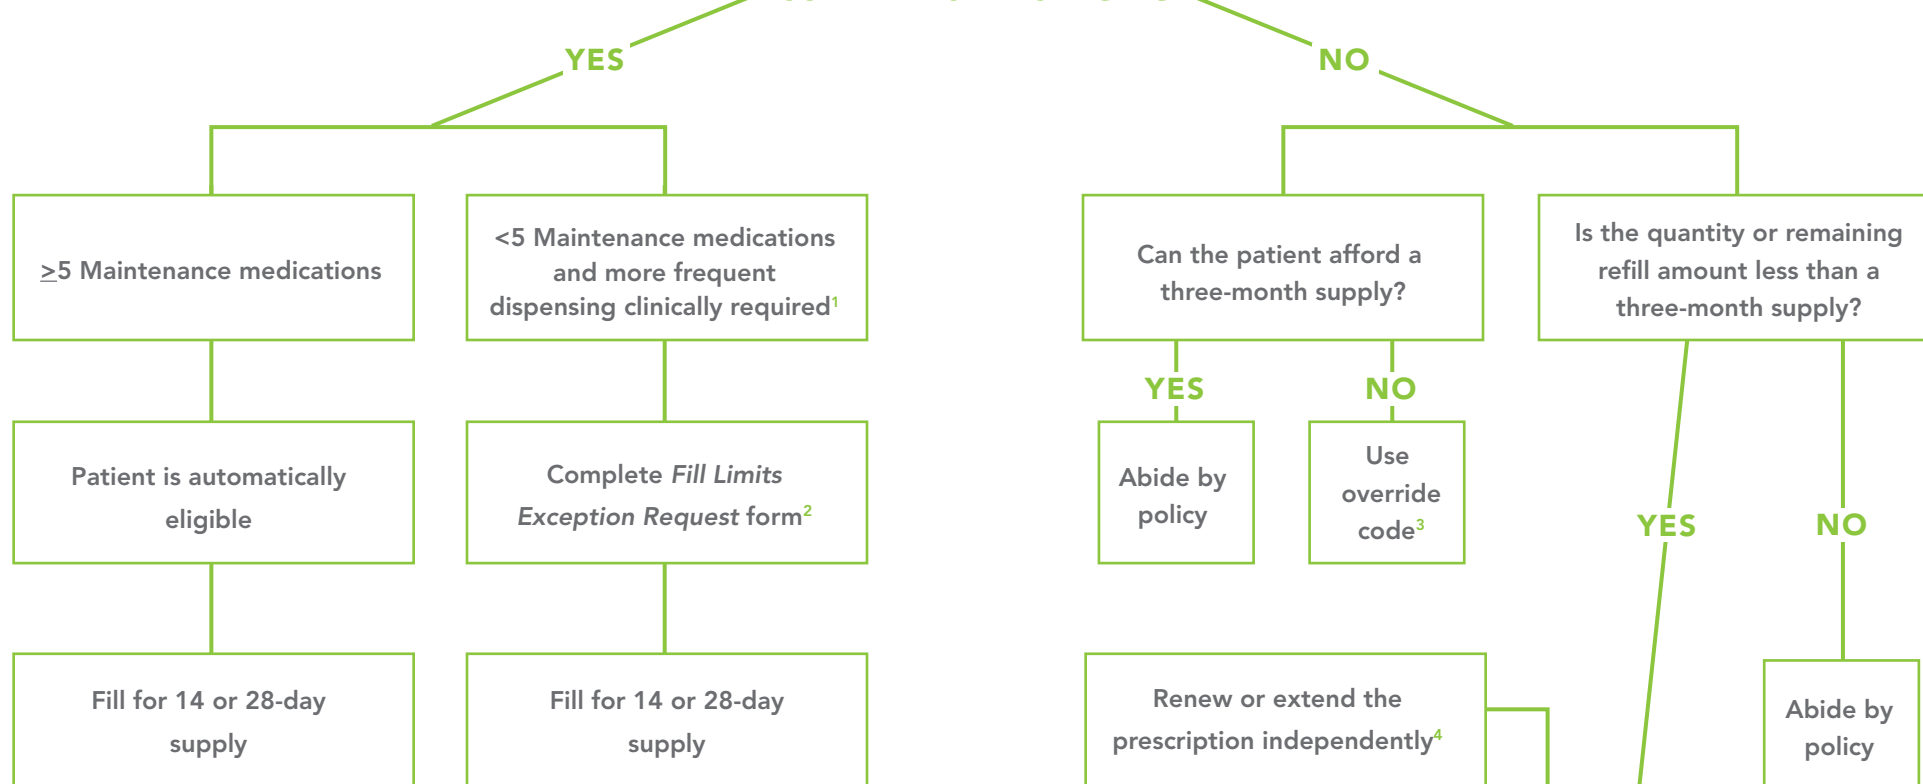 YES
NO
≥5 Maintenance medications
<5 Maintenance medications
and more frequent
dispensing clinically required¹
Can the patient afford a
three-month supply?
Is the quantity or remaining
refill amount less than a
three-month supply?
YES
NO
Patient is automatically
eligible
Complete Fill Limits
Exception Request form²
Abide by
policy
Use
override
code³
YES
NO
Fill for 14 or 28-day
supply
Fill for 14 or 28-day
supply
Renew or extend the
prescription independently⁴
Abide by
policy